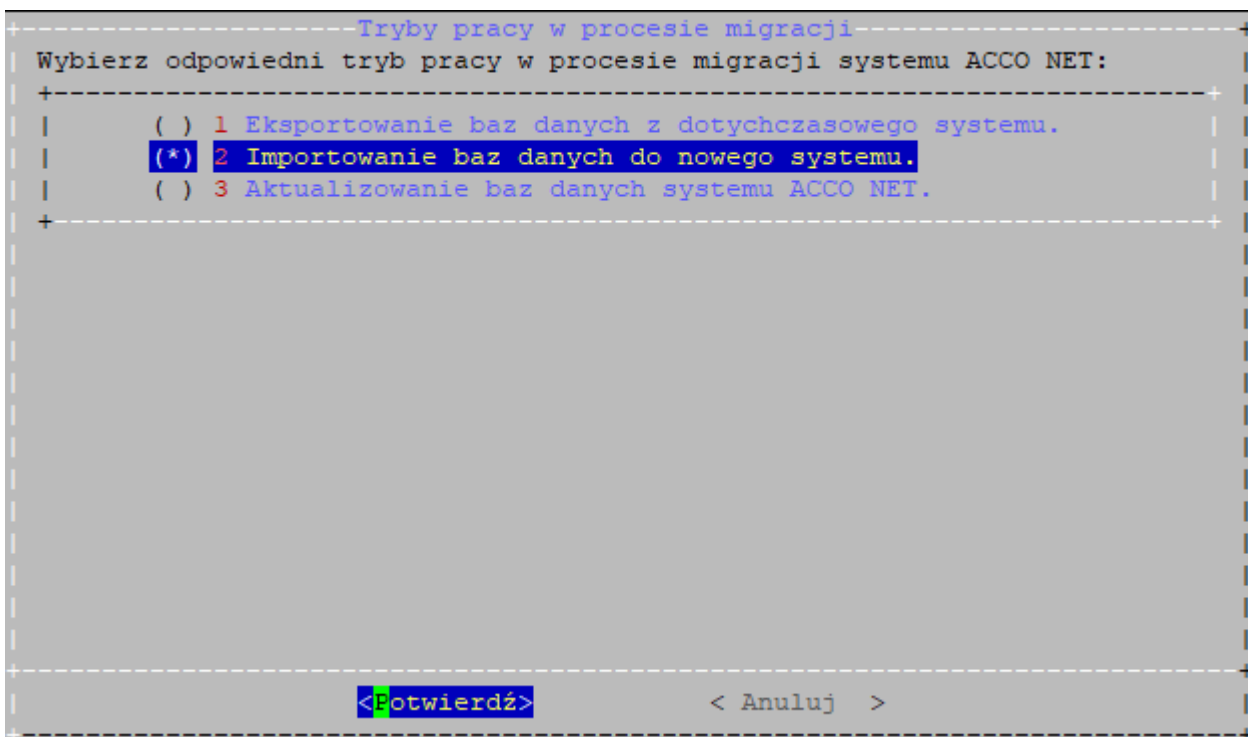 Tryby pracy w procesie migracji
Wybierz odpowiedni tryb pracy w procesie migracji systemu ACCO NET:
( ) 1 Eksportowanie baz danych z dotychczasowego systemu.
(*) 2 Importowanie baz danych do nowego systemu.
( ) 3 Aktualizowanie baz danych systemu ACCO NET.
<Potwierdź> < Anuluj >